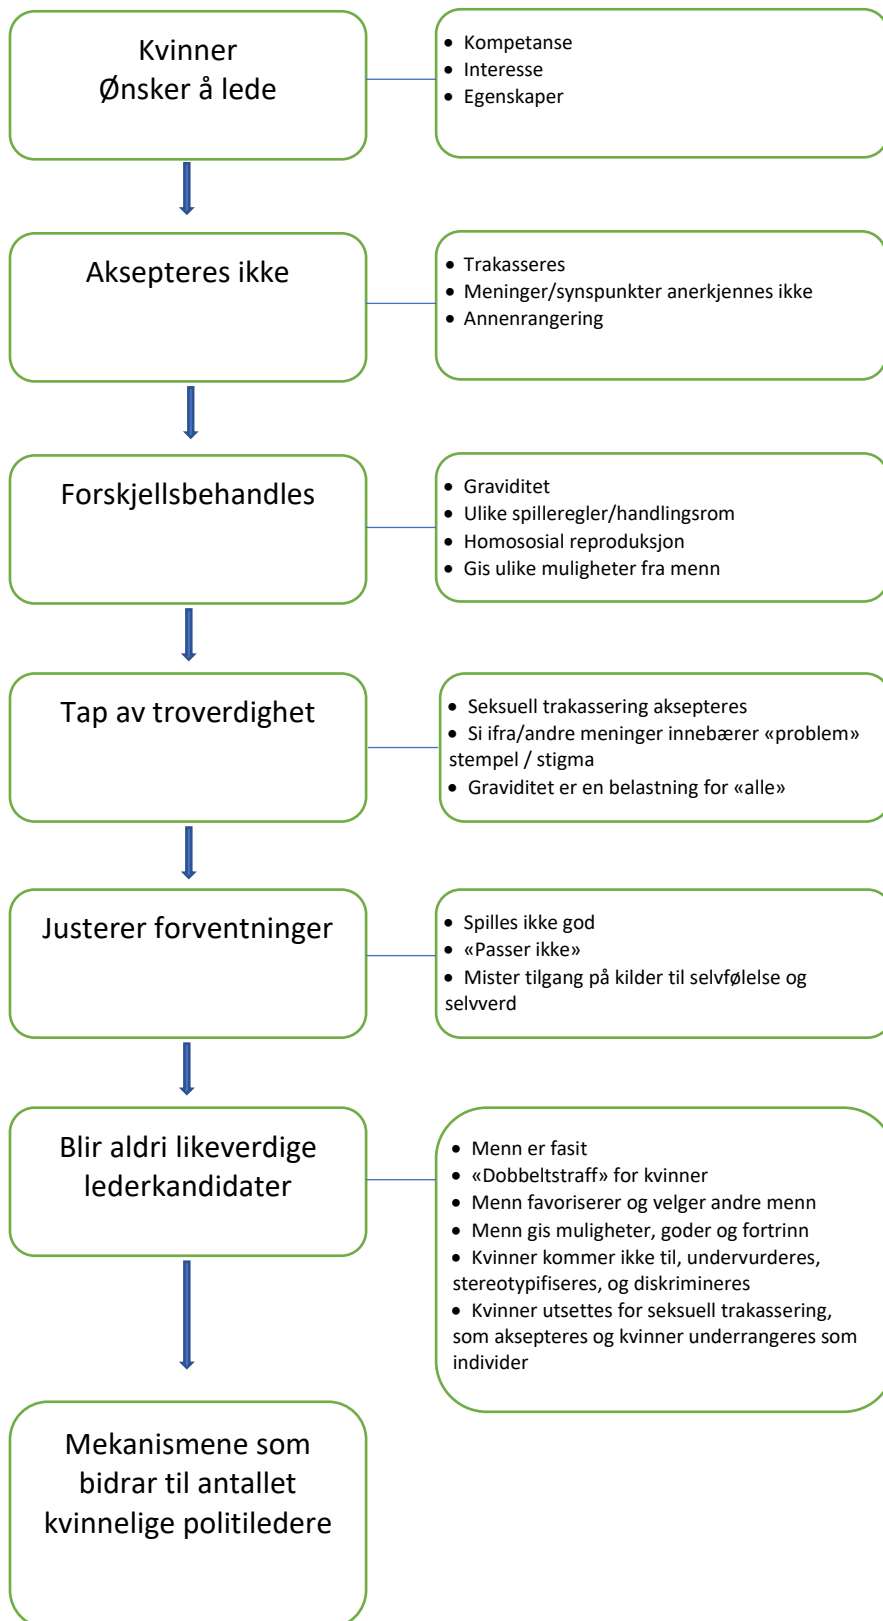 Kvinner
Ønsker å lede
• Kompetanse
• Interesse
• Egenskaper
Aksepteres ikke
• Trakasseres
• Meninger/synspunkter anerkjennes ikke
• Annenrangering
Forskjellsbehandles
• Graviditet
• Ulike spilleregler/handlingsrom
• Homososial reproduksjon
• Gis ulike muligheter fra menn
Tap av troverdighet
• Seksuell trakassering aksepteres
• Si ifra/andre meninger innebærer «problem»
stempel / stigma
• Graviditet er en belastning for «alle»
Justerer forventninger
• Spilles ikke god
• «Passer ikke»
• Mister tilgang på kilder til selvfølelse og
selvverd
Blir aldri likeverdige
lederkandidater
• Menn er fasit
• «Dobbeltstraff» for kvinner
• Menn favoriserer og velger andre menn
• Menn gis muligheter, goder og fortrinn
• Kvinner kommer ikke til, undervurderes,
stereotypifiseres, og diskrimineres
• Kvinner utsettes for seksuell trakassering,
som aksepteres og kvinner underrangeres som
individer
Mekanismene som
bidrar til antallet
kvinnelige politiledere